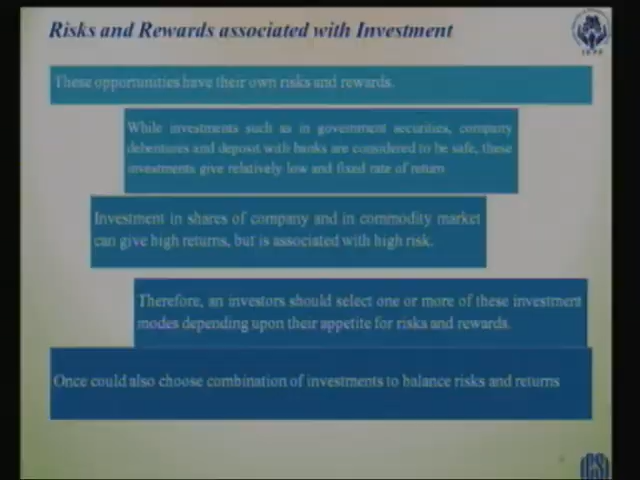 Risks and Rewards associated with Investment
These opportunities have their own risks and rewards.
While investments such as in government securities, company
debentures and deposit with banks are considered to be safe, these
investments give relatively low and fixed rate of return
Investment in shares of company and in commodity market
can give high returns, but is associated with high risk.
Therefore, an investors should select one or more of these investment
modes depending upon their appetite for risks and rewards.
Once could also choose combination of investments to balance risks and returns